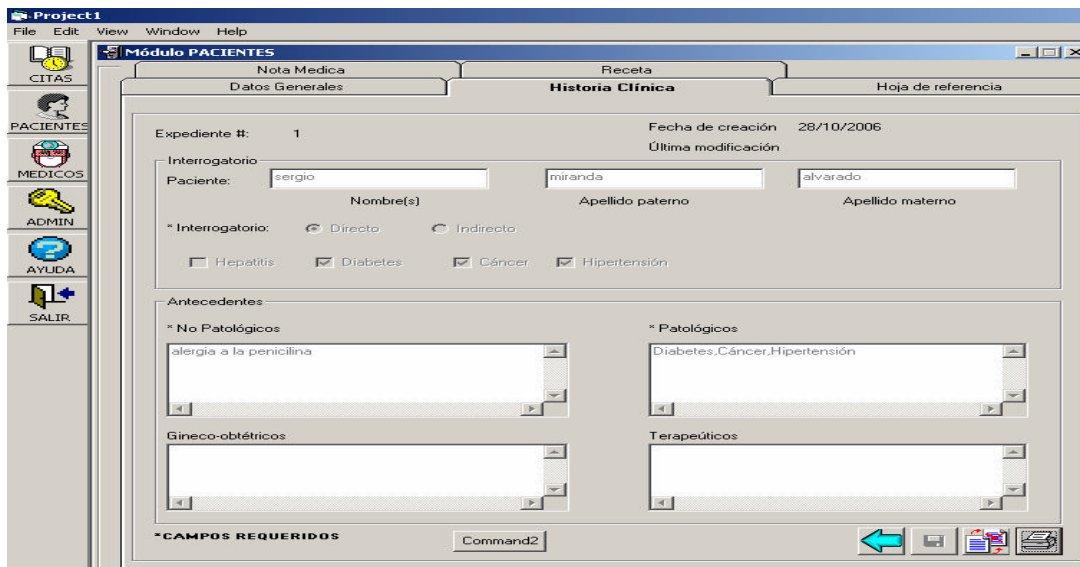 Project1
File Edit View Window Help
CITAS
PACIENTES
MEDICOS
ADMIN
AYUDA
SALIR
Módulo PACIENTES
Nota Medica Receta
Datos Generales Historia Clínica Hoja de referencia
Expediente #: 1 Fecha de creación 28/10/2006
Última modificación
Interrogatorio
Paciente: sergio miranda alvarado
Nombre(s) Apellido paterno Apellido materno
* Interrogatorio: Directo Indirecto
Hepatitis Diabetes Cáncer Hipertensión
Antecedentes
* No Patológicos * Patológicos
alergia a la penicilina Diabetes,Cáncer,Hipertensión
Gineco-obtétricos Terapeúticos
*CAMPOS REQUERIDOS Command2